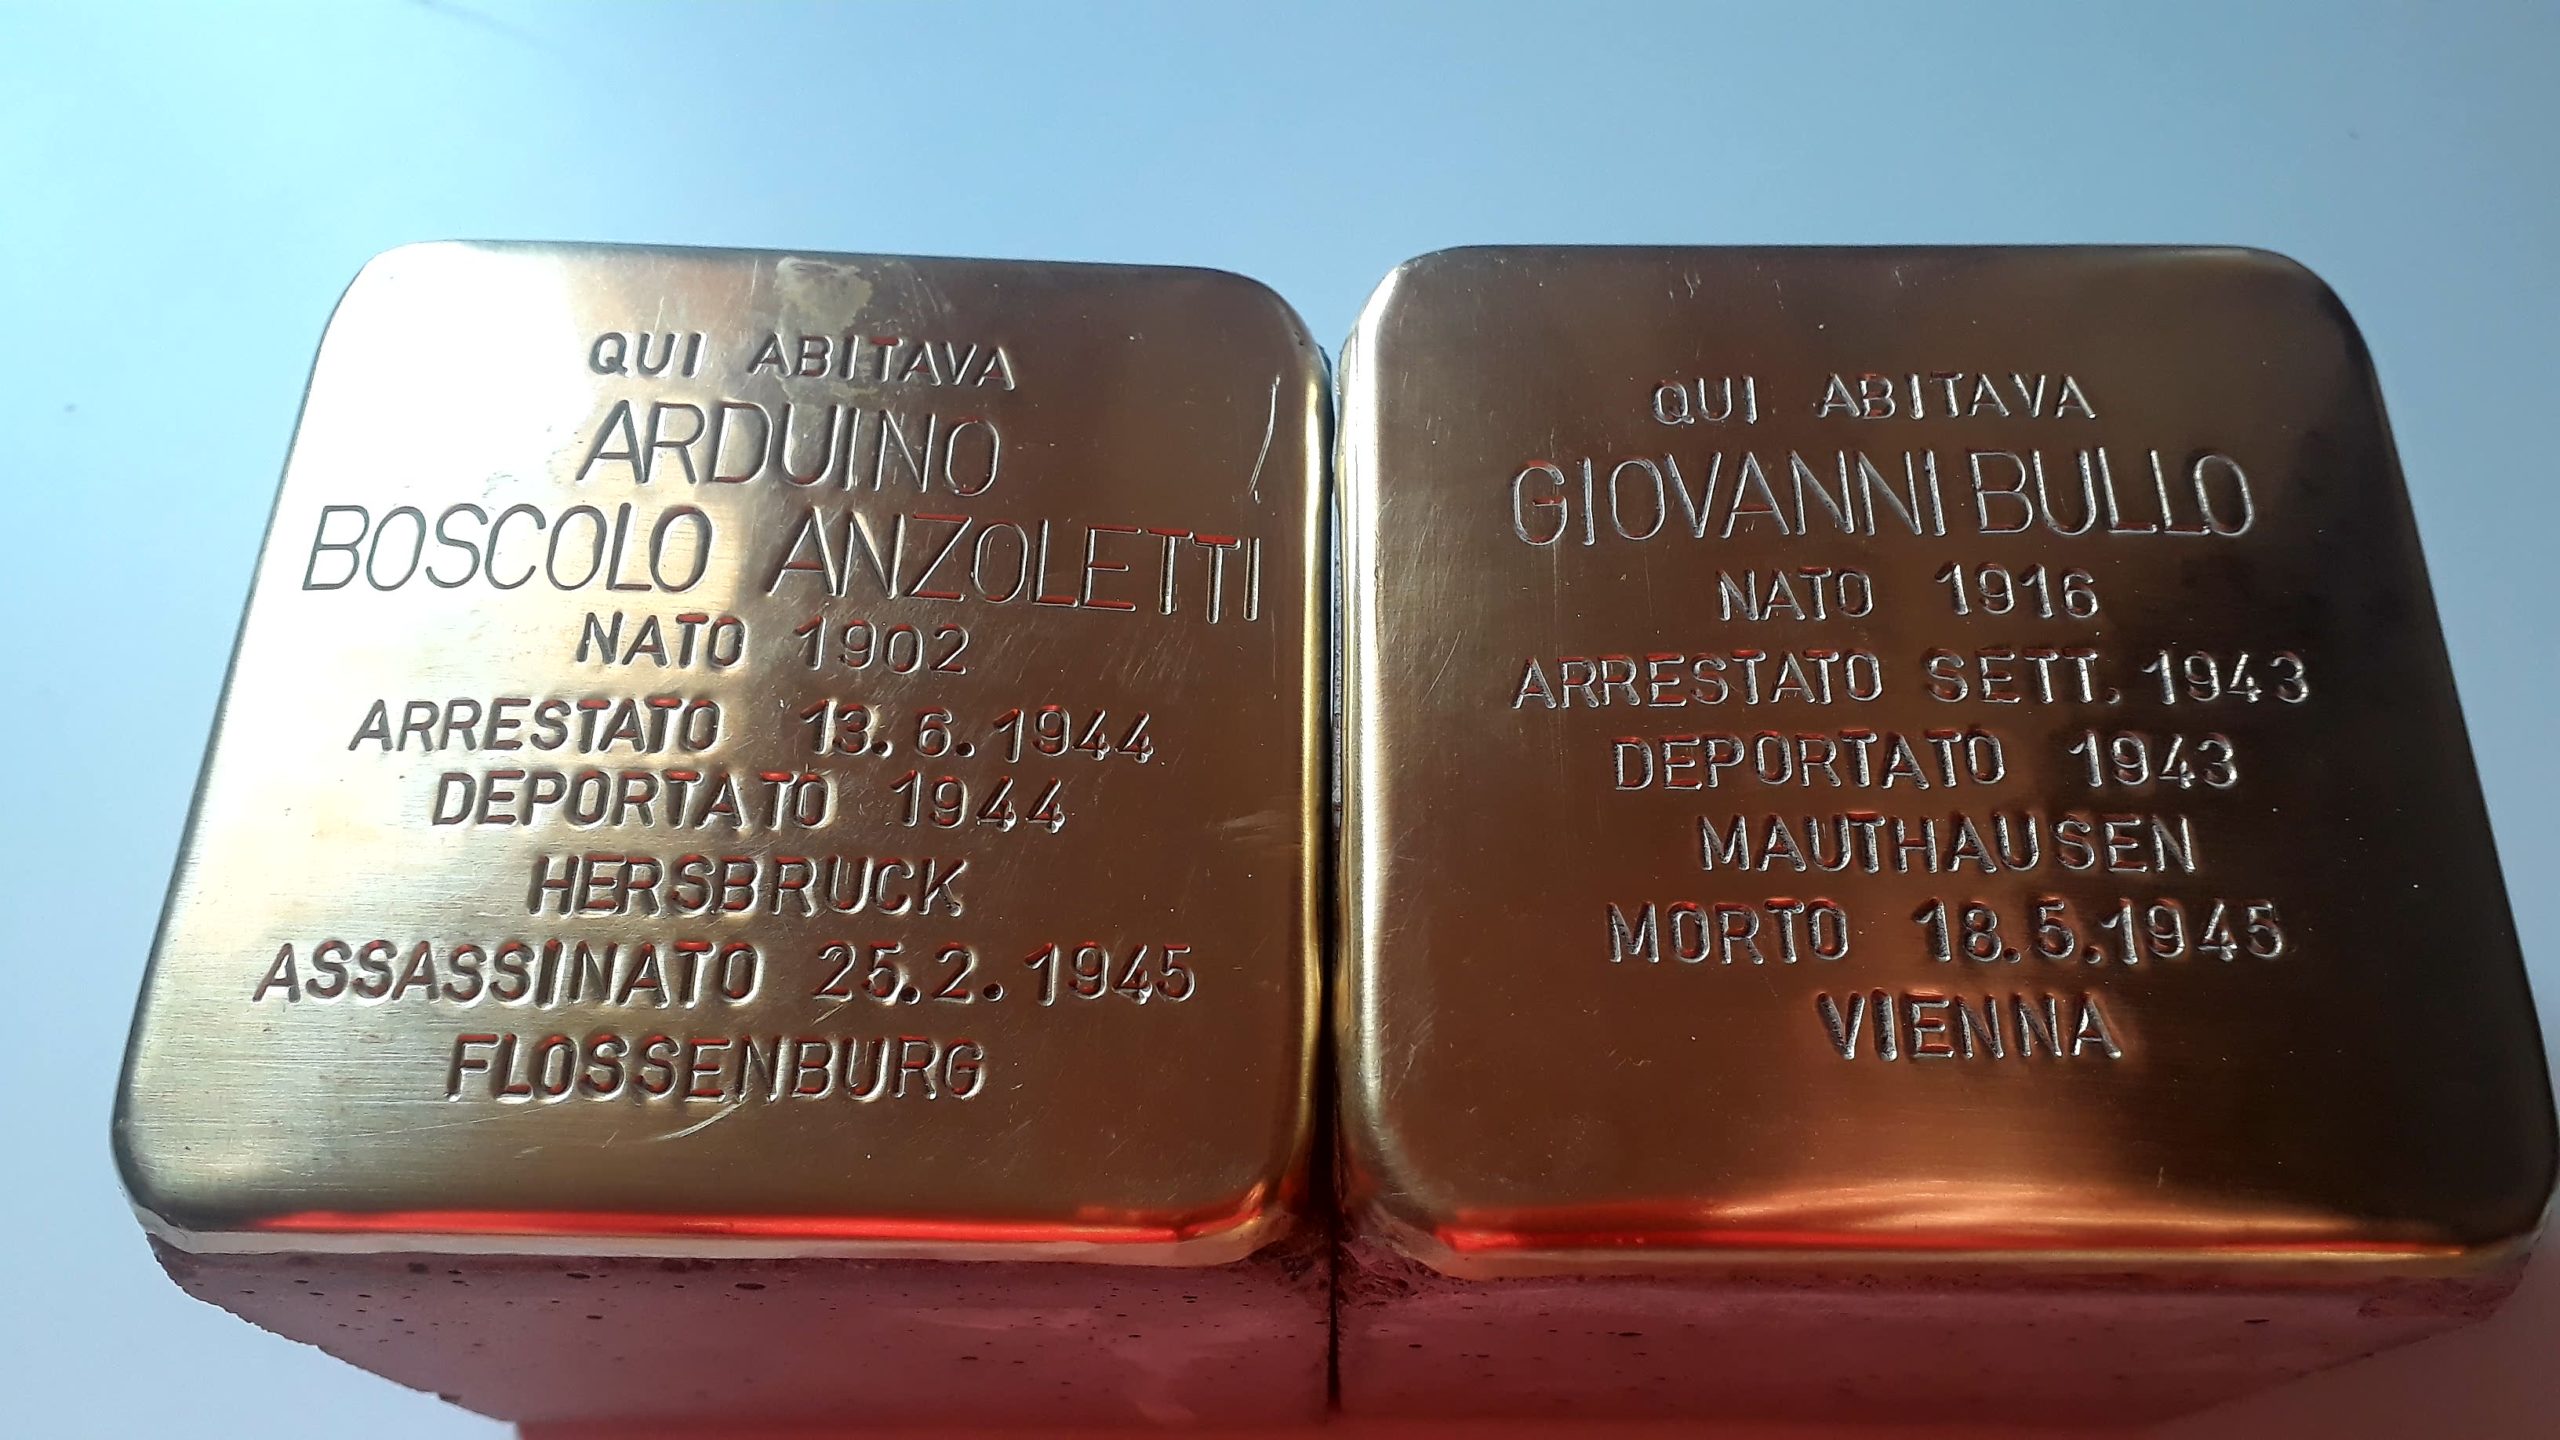 QUI ABITAVA
ARDUINO
BOSCOLO ANZOLETTI
NATO 1902
ARRESTATO 13.6.1944
DEPORTATO 1944
HERSBRUCK
ASSASSINATO 25.2.1945
FLOSSENBURG
QUI ABITAVA
GIOVANNI BULLO
NATO 1916
ARRESTATO SETT. 1943
DEPORTATO 1943
MAUTHAUSEN
MORTO 18.5.1945
VIENNA